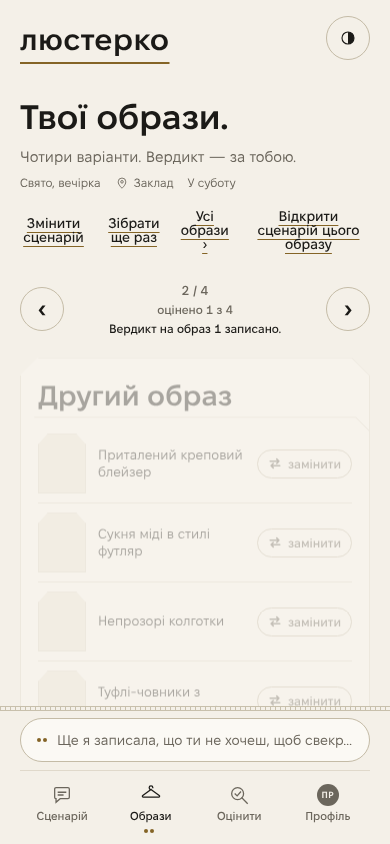 люстерко
Твої образи.
Чотири варіанти. Вердикт — за тобою.
Свято, вечірка Заклад У суботу
Змінити
сценарій
Зібрати
ще раз
Усі
образи
›
Відкрити
сценарій цього
образу
‹
2 / 4
оцінено 1 з 4
Вердикт на образ 1 записано.
›
Другий образ
Приталений креповий
блейзер
замінити
Сукня міді в стилі
футляр
замінити
Непрозорі колготки
замінити
Туфлі-човники з
замінити
Ще я записала, що ти не хочеш, щоб свекр...
Сценарій
Образи
Оцінити
ПР
Профіль